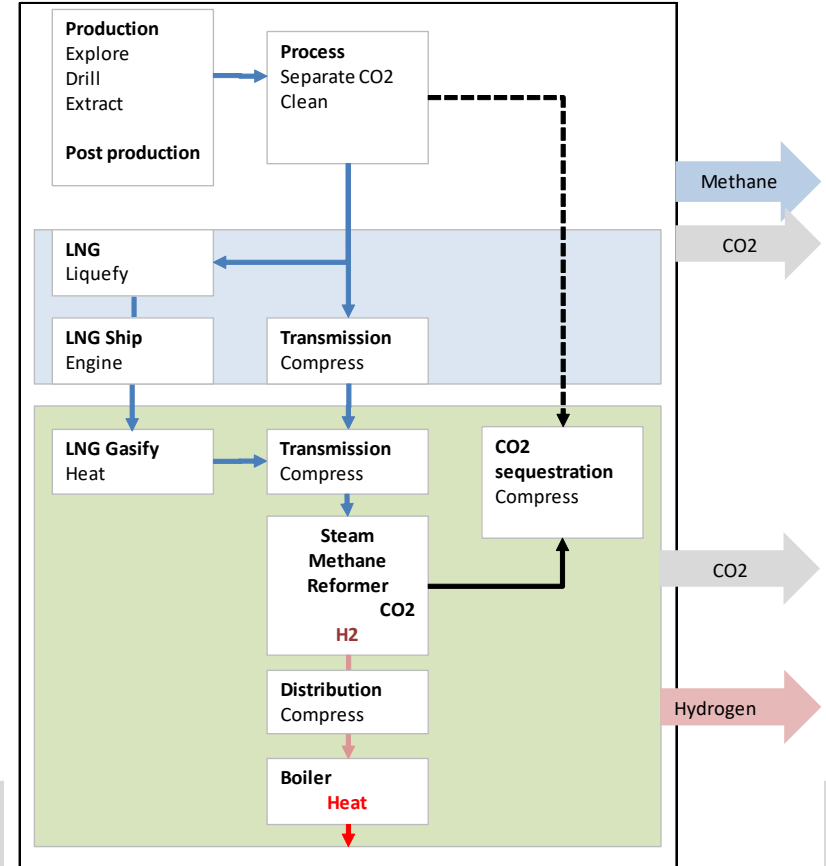 Production
Explore
Drill
Extract
Post production
Process
Separate CO2
Clean
Methane
CO2
LNG
Liquefy
LNG Ship
Engine
Transmission
Compress
LNG Gasify
Heat
Transmission
Compress
CO2
sequestration
Compress
Steam
Methane
Reformer
CO2
H2
CO2
Distribution
Compress
Hydrogen
Boiler
Heat